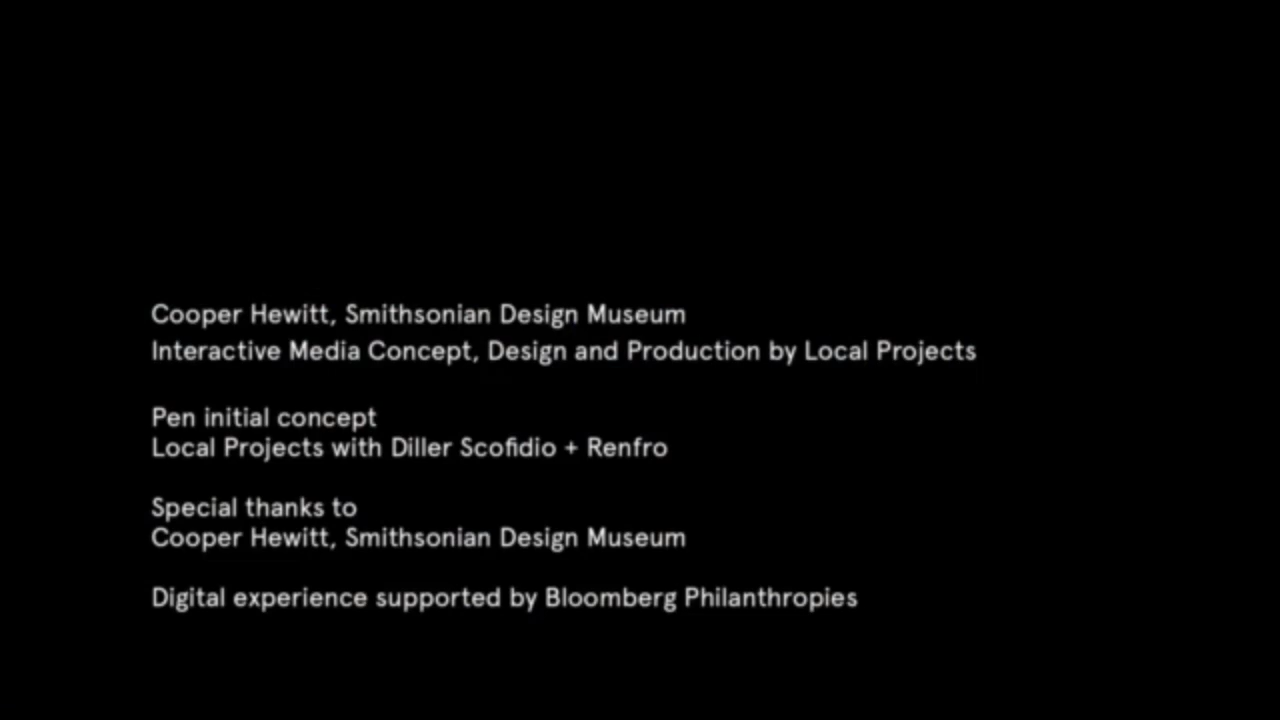 Cooper Hewitt, Smithsonian Design Museum
Interactive Media Concept, Design and Production by Local Projects
Pen initial concept
Local Projects with Diller Scofidio + Renfro
Special thanks to
Cooper Hewitt, Smithsonian Design Museum
Digital experience supported by Bloomberg Philanthropies